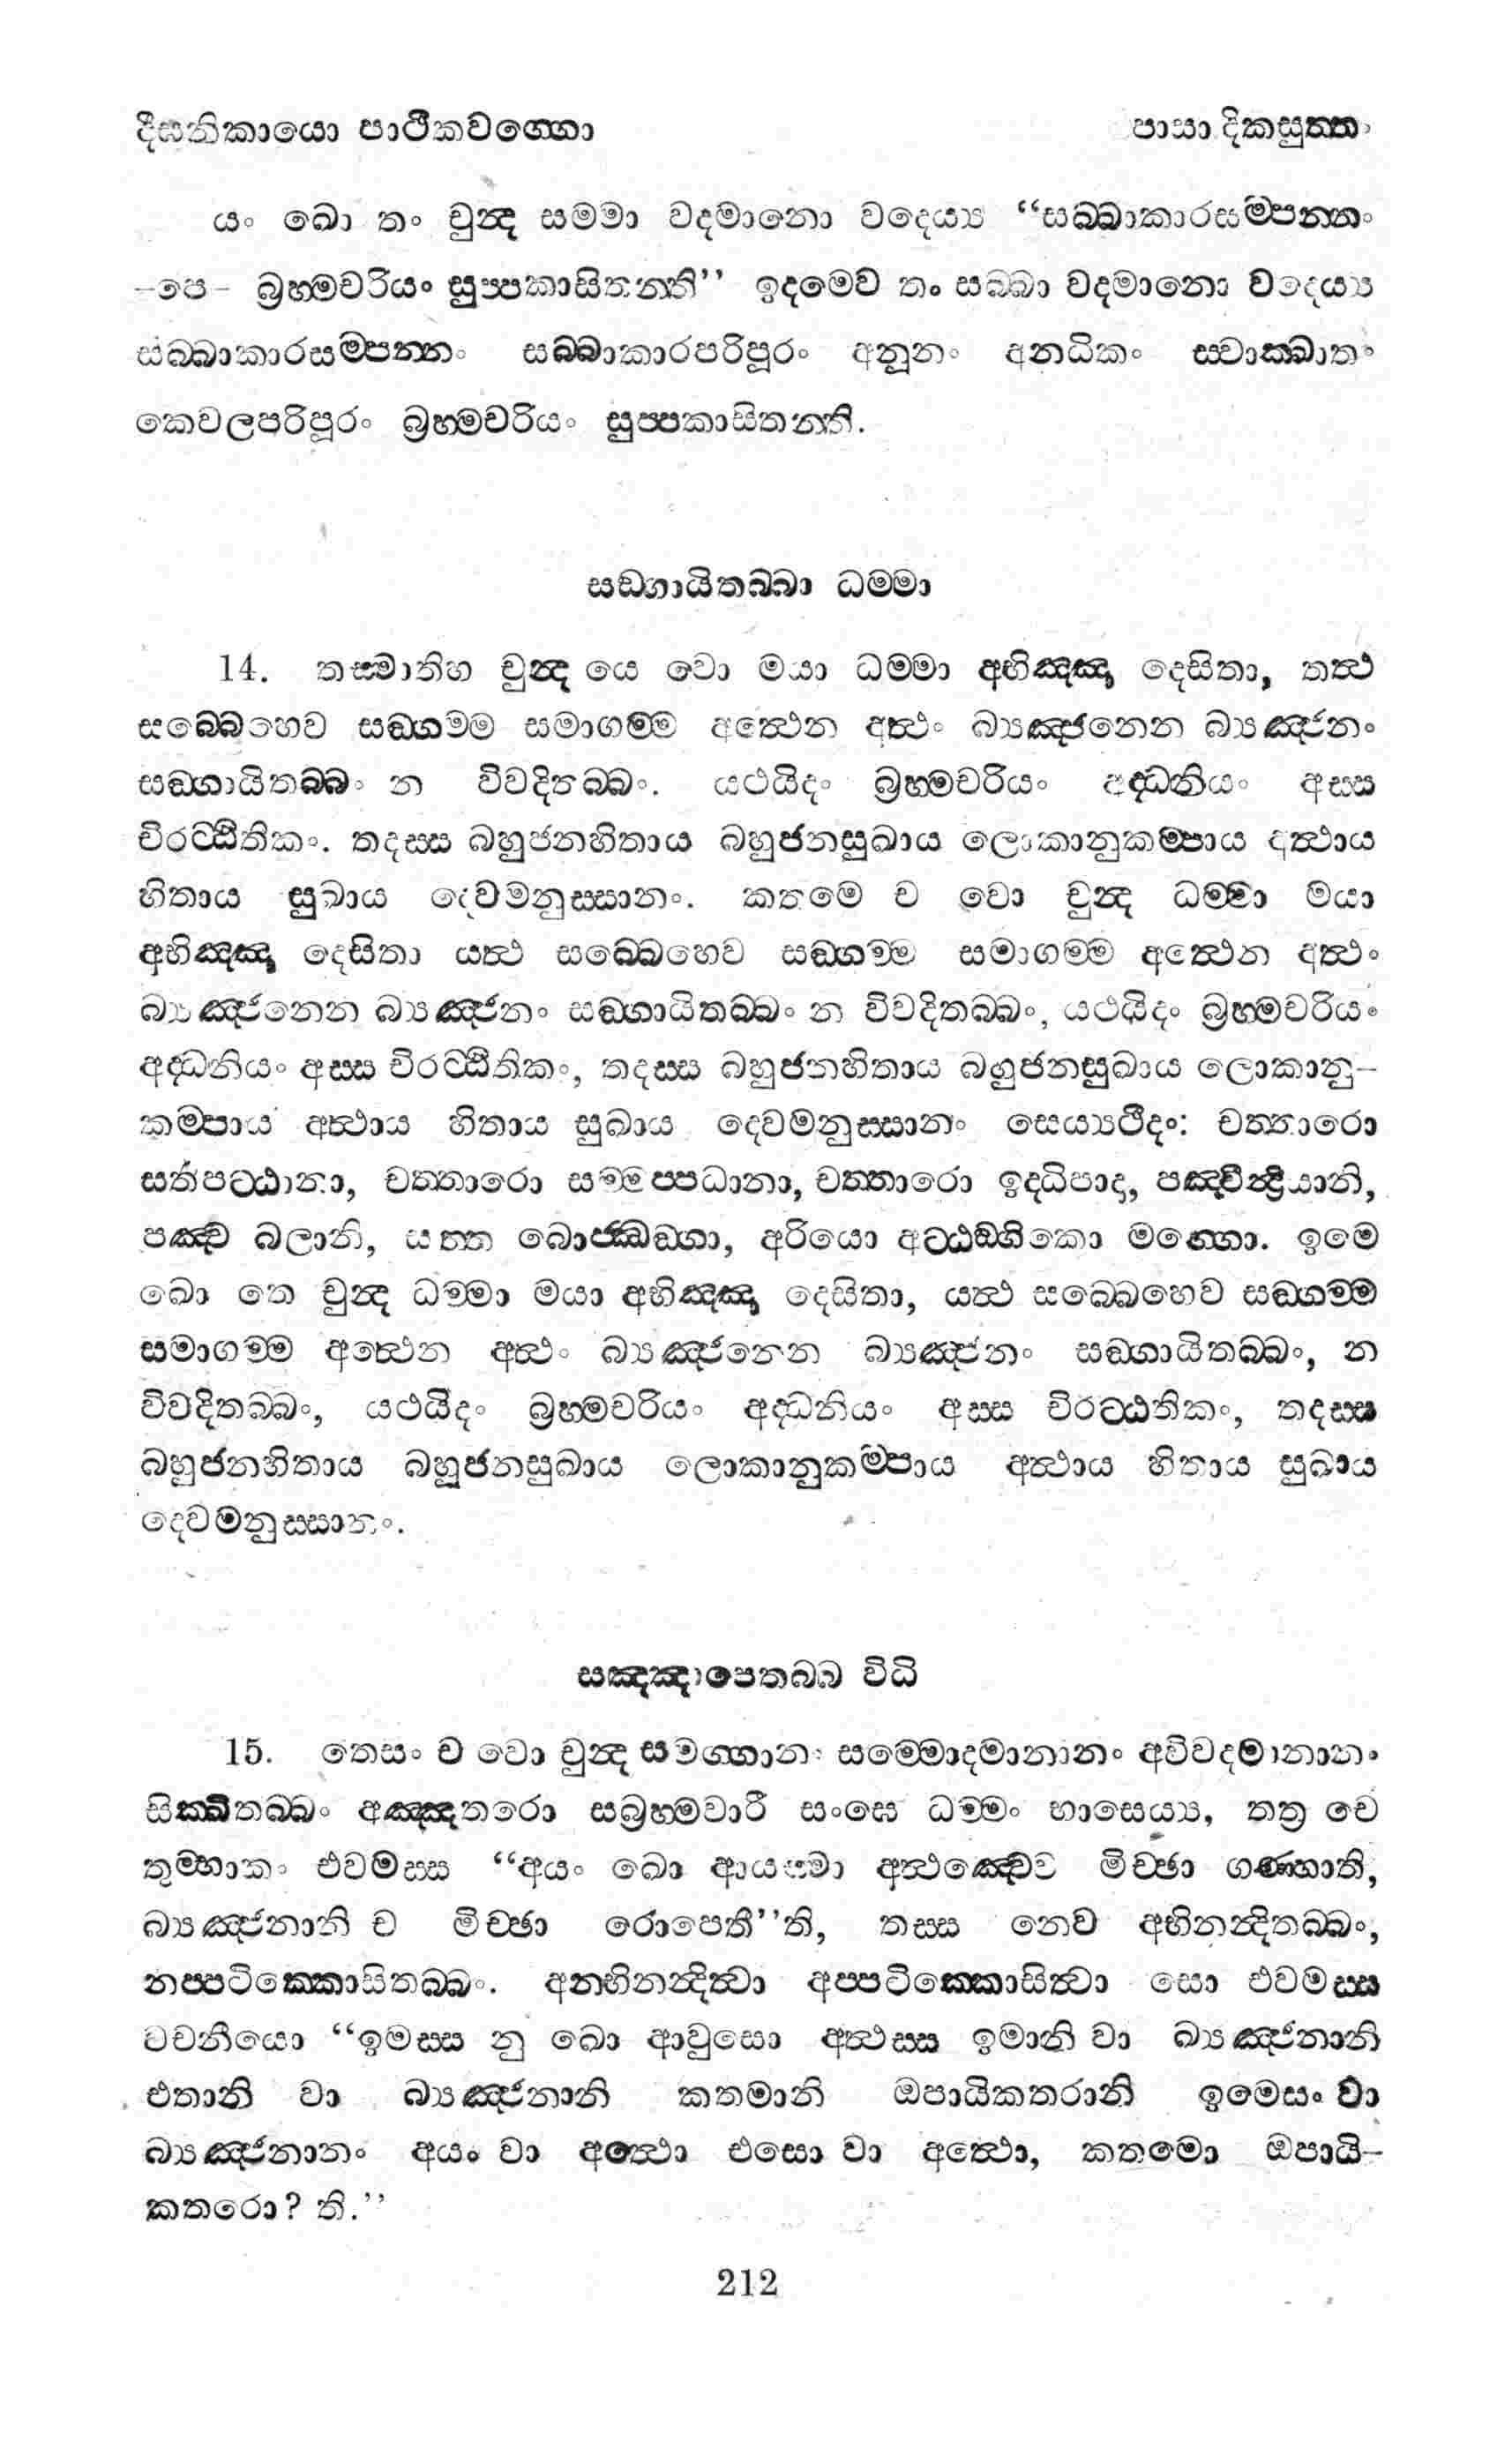 දීඝනිකායො පාථිකවග්ගො පාසාදිකසුත්තං
යං ඛො තං චුන්ද සම්මා වදමානො වදෙය්‍ය “සබ්බාකාරසම්පන්නං
-පෙ- බ්‍රහ්මචරියං සුප්පකාසිතන්ති” ඉදමෙව තං සබ්බා වදමානො වදෙය්‍ය
සබ්බාකාරසම්පන්නං සබ්බාකාරපරිපූරං අනූනං අනධිකං ස්වාක්ඛාතං
කෙවලපරිපූරං බ්‍රහ්මචරියං සුප්පකාසිතන්ති.
සඞ්ගායිතබ්බා ධම්මා
14. තස්මාතිහ චුන්ද යෙ වො මයා ධම්මා අභිඤ්ඤා දෙසිතා, තත්ථ
සබ්බෙහෙව සඞ්ගම්ම සමාගම්ම අත්ථෙන අත්ථං බ්‍යඤ්ජනෙන බ්‍යඤ්ජනං
සඞ්ගායිතබ්බං න විවදිතබ්බං. යථයිදං බ්‍රහ්මචරියං අද්ධනියං අස්ස
චිරට්ඨිතිකං. තදස්ස බහුජනහිතාය බහුජනසුඛාය ලොකානුකම්පාය අත්ථාය
හිතාය සුඛාය දෙවමනුස්සානං. කතමෙ ච වො චුන්ද ධම්මා මයා
අභිඤ්ඤා දෙසිතා යත්ථ සබ්බෙහෙව සඞ්ගම්ම සමාගම්ම අත්ථෙන අත්ථං
බ්‍යඤ්ජනෙන බ්‍යඤ්ජනං සඞ්ගායිතබ්බං න විවදිතබ්බං, යථයිදං බ්‍රහ්මචරියං
අද්ධනියං අස්ස චිරට්ඨිතිකං, තදස්ස බහුජනහිතාය බහුජනසුඛාය ලොකානු-
කම්පාය අත්ථාය හිතාය සුඛාය දෙවමනුස්සානං සෙය්‍යථීදං: චත්තාරො
සතිපට්ඨානා, චත්තාරො සම්මප්පධානා, චත්තාරො ඉද්ධිපාදා, පඤ්චින්ද්‍රියානි,
පඤ්ච බලානි, සත්ත බොජ්ඣඞ්ගා, අරියො අට්ඨඞ්ගිකො මග්ගො. ඉමෙ
ඛො තෙ චුන්ද ධම්මා මයා අභිඤ්ඤා දෙසිතා, යත්ථ සබ්බෙහෙව සඞ්ගම්ම
සමාගම්ම අත්ථෙන අත්ථං බ්‍යඤ්ජනෙන බ්‍යඤ්ජනං සඞ්ගායිතබ්බං, න
විවදිතබ්බං, යථයිදං බ්‍රහ්මචරියං අද්ධනියං අස්ස චිරට්ඨතිකං, තදස්ස
බහුජනහිතාය බහූජනසුඛාය ලොකානුකම්පාය අත්ථාය හිතාය සුඛාය
දෙවමනුස්සානං.
සඤ්ඤාපෙතබ්බ විධි
15. තෙසං ච වො චුන්ද සමග්ගානං සම්මොදමානානං අවිවදමානානං
සික්ඛිතබ්බං අඤ්ඤතරො සබ්‍රහ්මචාරී සංඝෙ ධම්මං භාසෙය්‍ය, තත්‍ර චෙ
තුම්හාකං එවමස්ස “අයං ඛො ආයස්මා අත්ථඤ්චෙව මිච්ඡා ගණ්හාති,
බ්‍යඤ්ජනානි ච මිච්ඡා රොපෙතී”ති, තස්ස නෙව අභිනන්දිතබ්බං,
නප්පටික්කොසිතබ්බං. අනභිනන්දිත්වා අප්පටික්කොසිත්වා සො එවමස්ස
වචනීයො “ඉමස්ස නු ඛො ආවුසො අත්ථස්ස ඉමානි වා බ්‍යඤ්ජනානි
එතානි වා බ්‍යඤ්ජනානි කතමානි ඔපායිකතරානි ඉමෙසං වා
බ්‍යඤ්ජනානං අයං වා අත්ථො එසො වා අත්ථො, කතමො ඔපායි-
කතරො? ති.”
212